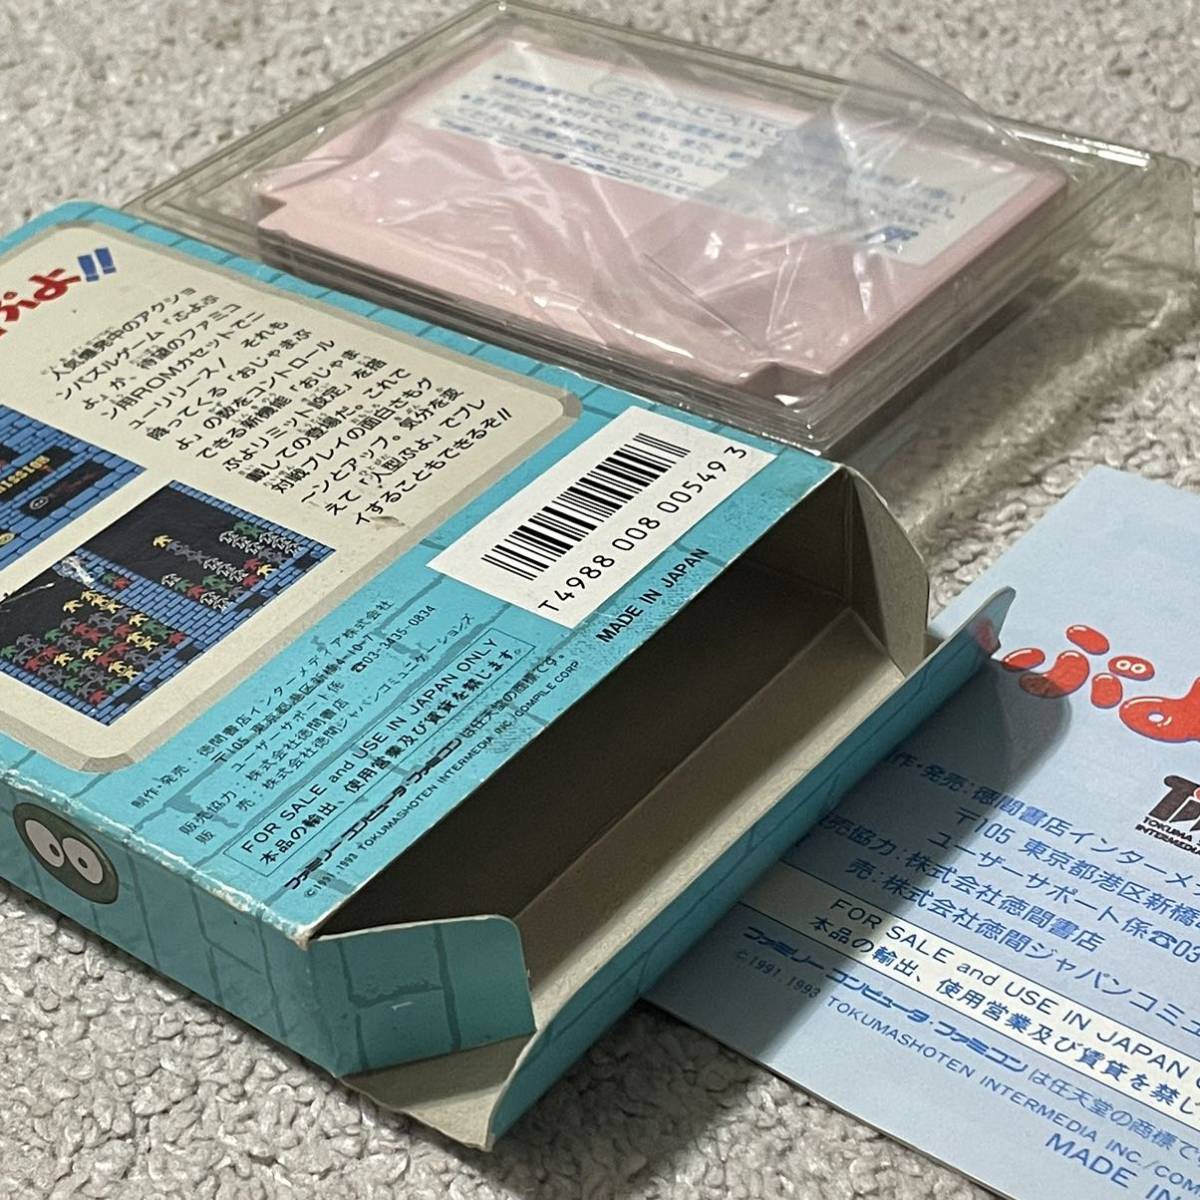 ぷよ!!
人気爆発中のアクショ
ンパズルゲーム「ぷよぷ
よ」が、待望のファミコ
ン用ROMカセットでニ
ューリリース! それも
降ってくる「おじゃまぷ
よ」の数をコントロール
できる新機能「おじゃま
ぷよリミット設定」を搭
載しての登場だ。これで
対戦プレイの面白さもグ
ーンとアップ。気分を変
えて「人型ぷよ」でプレ
イすることもできるぞ!!
MISSION
T4988 008 005493
MADE IN JAPAN
制作・発売:徳間書店インターメディア株式会社
〒105 東京都港区新橋4-10-7
ユーザーサポート係 ☎03-3435-0834
販売協力:株式会社徳間書店
販 売:株式会社徳間ジャパンコミュニケーションズ
FOR SALE and USE IN JAPAN ONLY
本品の輸出、使用営業及び賃貸を禁じます。
ファミリーコンピュータ・ファミコンは任天堂の商標です。
©1991, 1993 TOKUMASHOTEN INTERMEDIA INC./COMPILE CORP
カセットについての
ぷよ
TOKUMA
INTERMEDIA
作・発売:徳間書店インターメ
〒105 東京都港区新橋
ユーザーサポート係☎03
売協力:株式会社徳間書店
売:株式会社徳間ジャパンコミュ
FOR SALE and USE IN JAPAN
本品の輸出、使用営業及び賃貸を禁じ
ファミリーコンピュータ・ファミコンは任天堂の商標で
©1991, 1993 TOKUMASHOTEN INTERMEDIA INC./COM
MADE IN